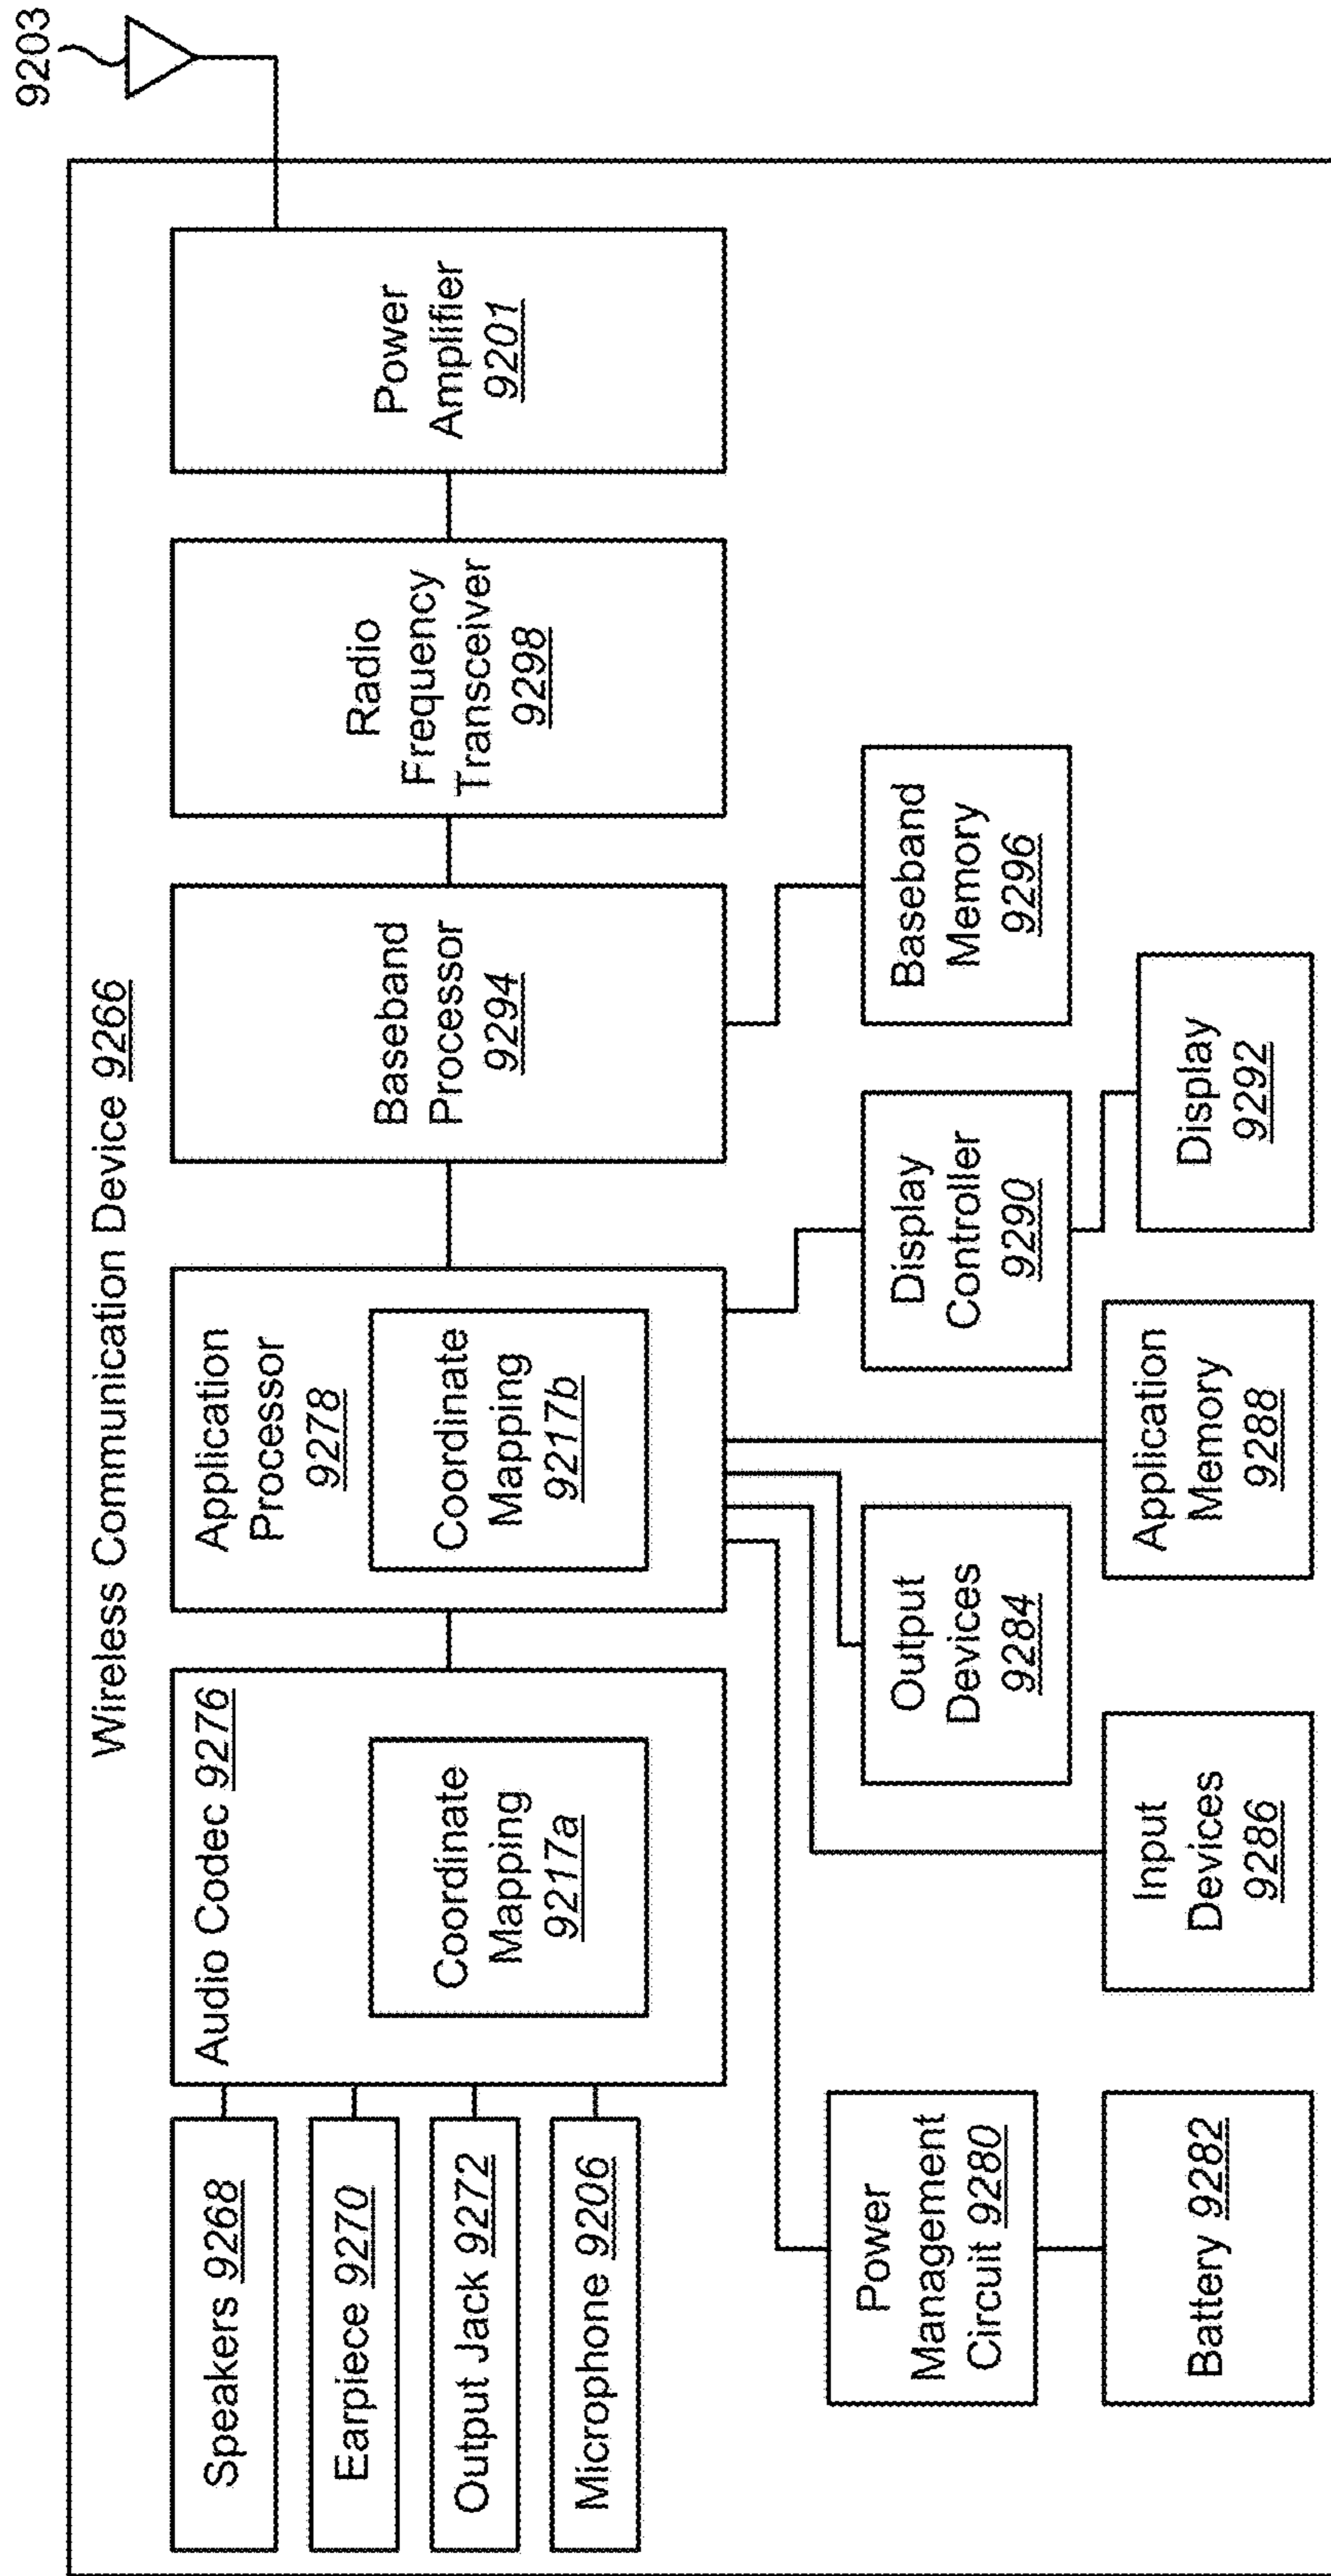 Wireless Communication Device 9266
9203
Speakers 9268
Earpiece 9270
Output Jack 9272
Microphone 9206
Audio Codec 9276
Coordinate
Mapping
9217a
Application
Processor
9278
Coordinate
Mapping
9217b
Baseband
Processor
9294
Radio
Frequency
Transceiver
9298
Power
Amplifier
9201
Power
Management
Circuit 9280
Battery 9282
Output
Devices
9284
Input
Devices
9286
Application
Memory
9288
Display
Controller
9290
Display
9292
Baseband
Memory
9296